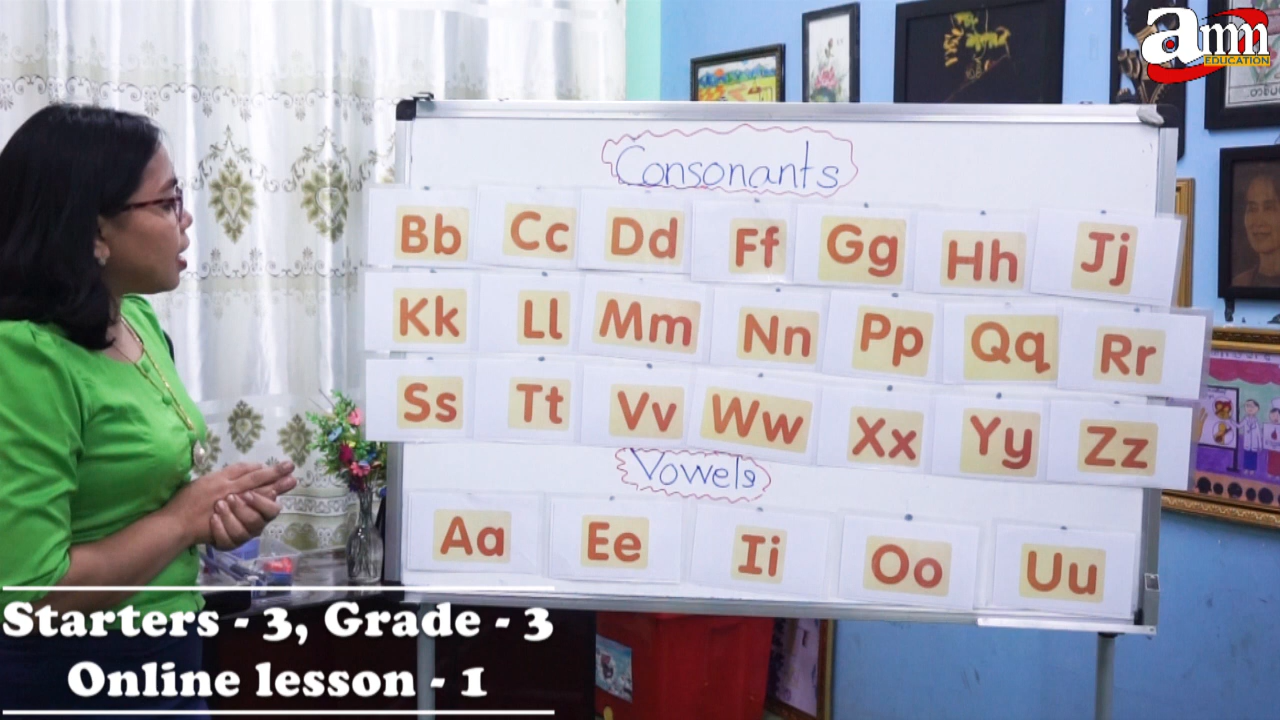 amn
EDUCATION
Consonants
Bb Cc Dd Ff Gg Hh Jj
Kk Ll Mm Nn Pp Qq Rr
Ss Tt Vv Ww Xx Yy Zz
Vowels
Aa Ee Ii Oo Uu
Starters - 3, Grade - 3
Online lesson - 1